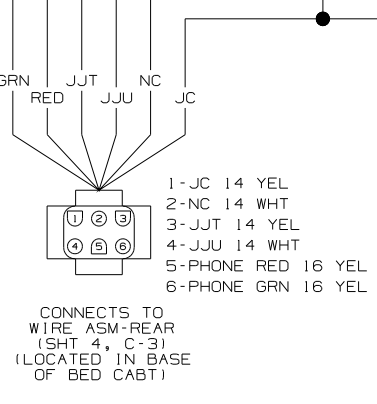 GRN JJT NC
RED JJU JC
1-JC 14 YEL
2-NC 14 WHT
3-JJT 14 YEL
4-JJU 14 WHT
5-PHONE RED 16 YEL
6-PHONE GRN 16 YEL
1 2 3
4 5 6
CONNECTS TO
WIRE ASM-REAR
(SHT 4, C-3)
(LOCATED IN BASE
OF BED CABT)